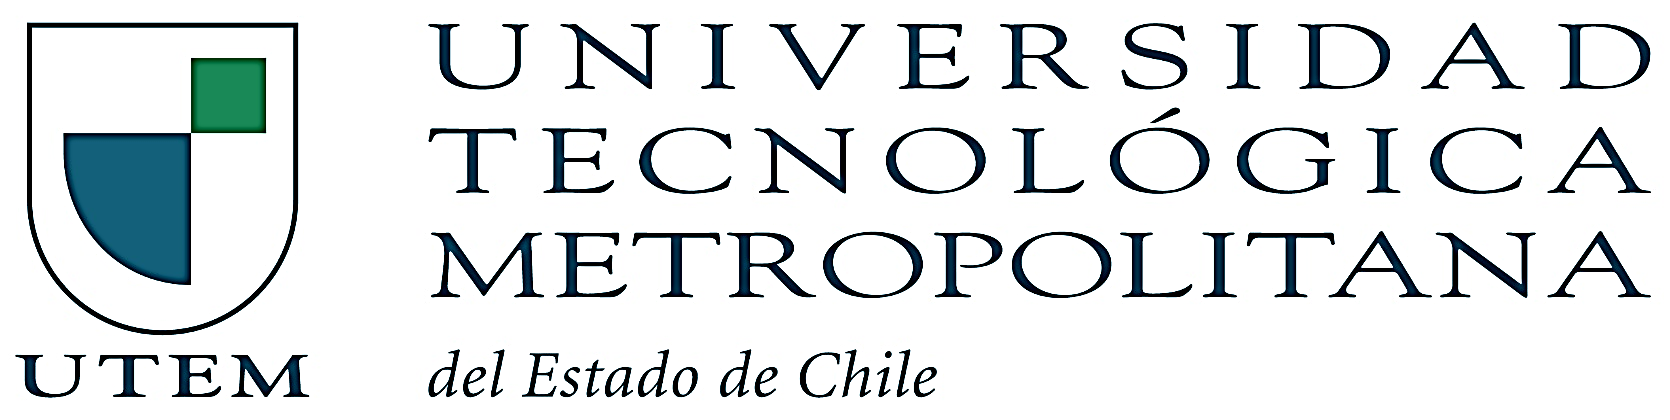 UNIVERSIDAD
TECNOLÓGICA
METROPOLITANA
del Estado de Chile
UTEM